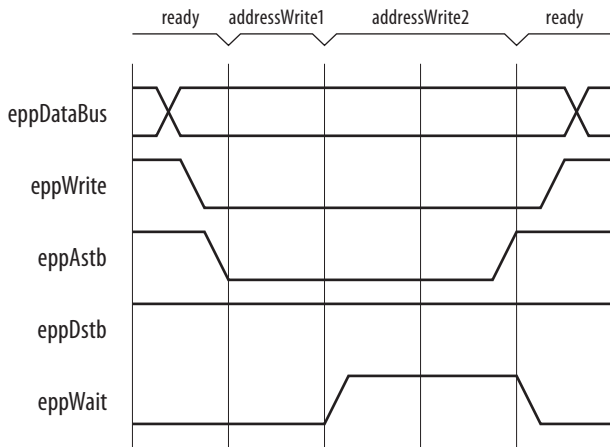 ready addressWrite1 addressWrite2 ready
eppDataBus
eppWrite
eppAstb
eppDstb
eppWait